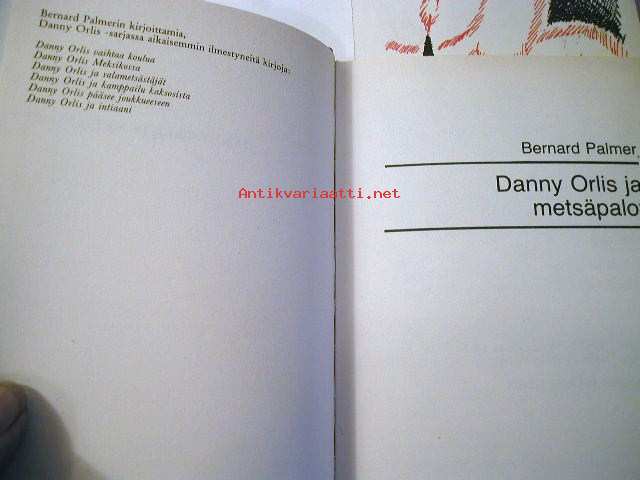 Bernard Palmerin kirjoittamia,
Danny Orlis -sarjassa aikaisemmin ilmestyneitä kirjoja:
Danny Orlis vaihtaa koulua
Danny Orlis Meksikossa
Danny Orlis ja salametsästäjät
Danny Orlis ja kamppailu kaksosista
Danny Orlis pääsee joukkueeseen
Danny Orlis ja intiaani
Antikvariaatti.net
Bernard Palmer
Danny Orlis ja
metsäpalo